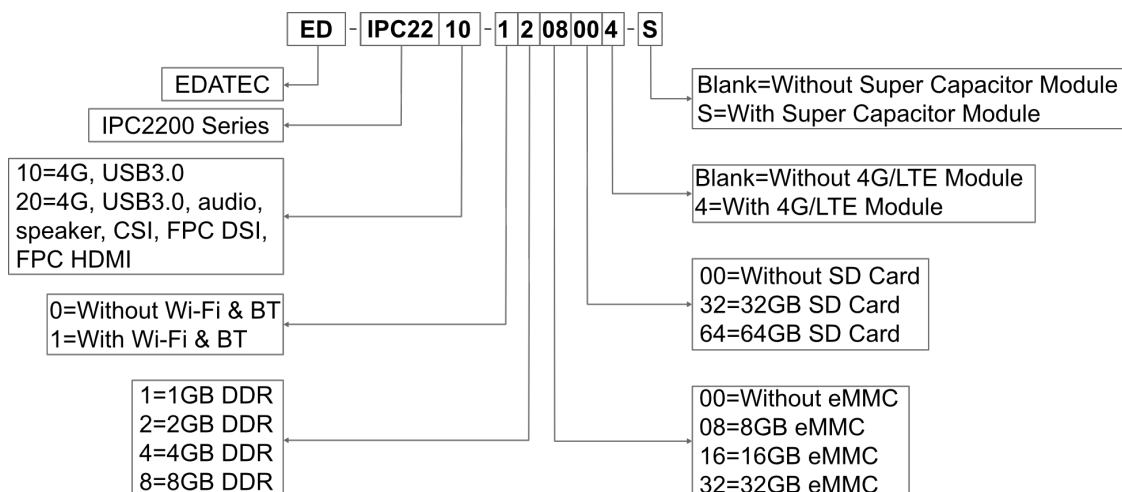 ED - IPC22 10 - 1 2 08 00 4 - S
EDATEC
IPC2200 Series
10=4G, USB3.0
20=4G, USB3.0, audio,
speaker, CSI, FPC DSI,
FPC HDMI
0=Without Wi-Fi & BT
1=With Wi-Fi & BT
1=1GB DDR
2=2GB DDR
4=4GB DDR
8=8GB DDR
Blank=Without Super Capacitor Module
S=With Super Capacitor Module
Blank=Without 4G/LTE Module
4=With 4G/LTE Module
00=Without SD Card
32=32GB SD Card
64=64GB SD Card
00=Without eMMC
08=8GB eMMC
16=16GB eMMC
32=32GB eMMC